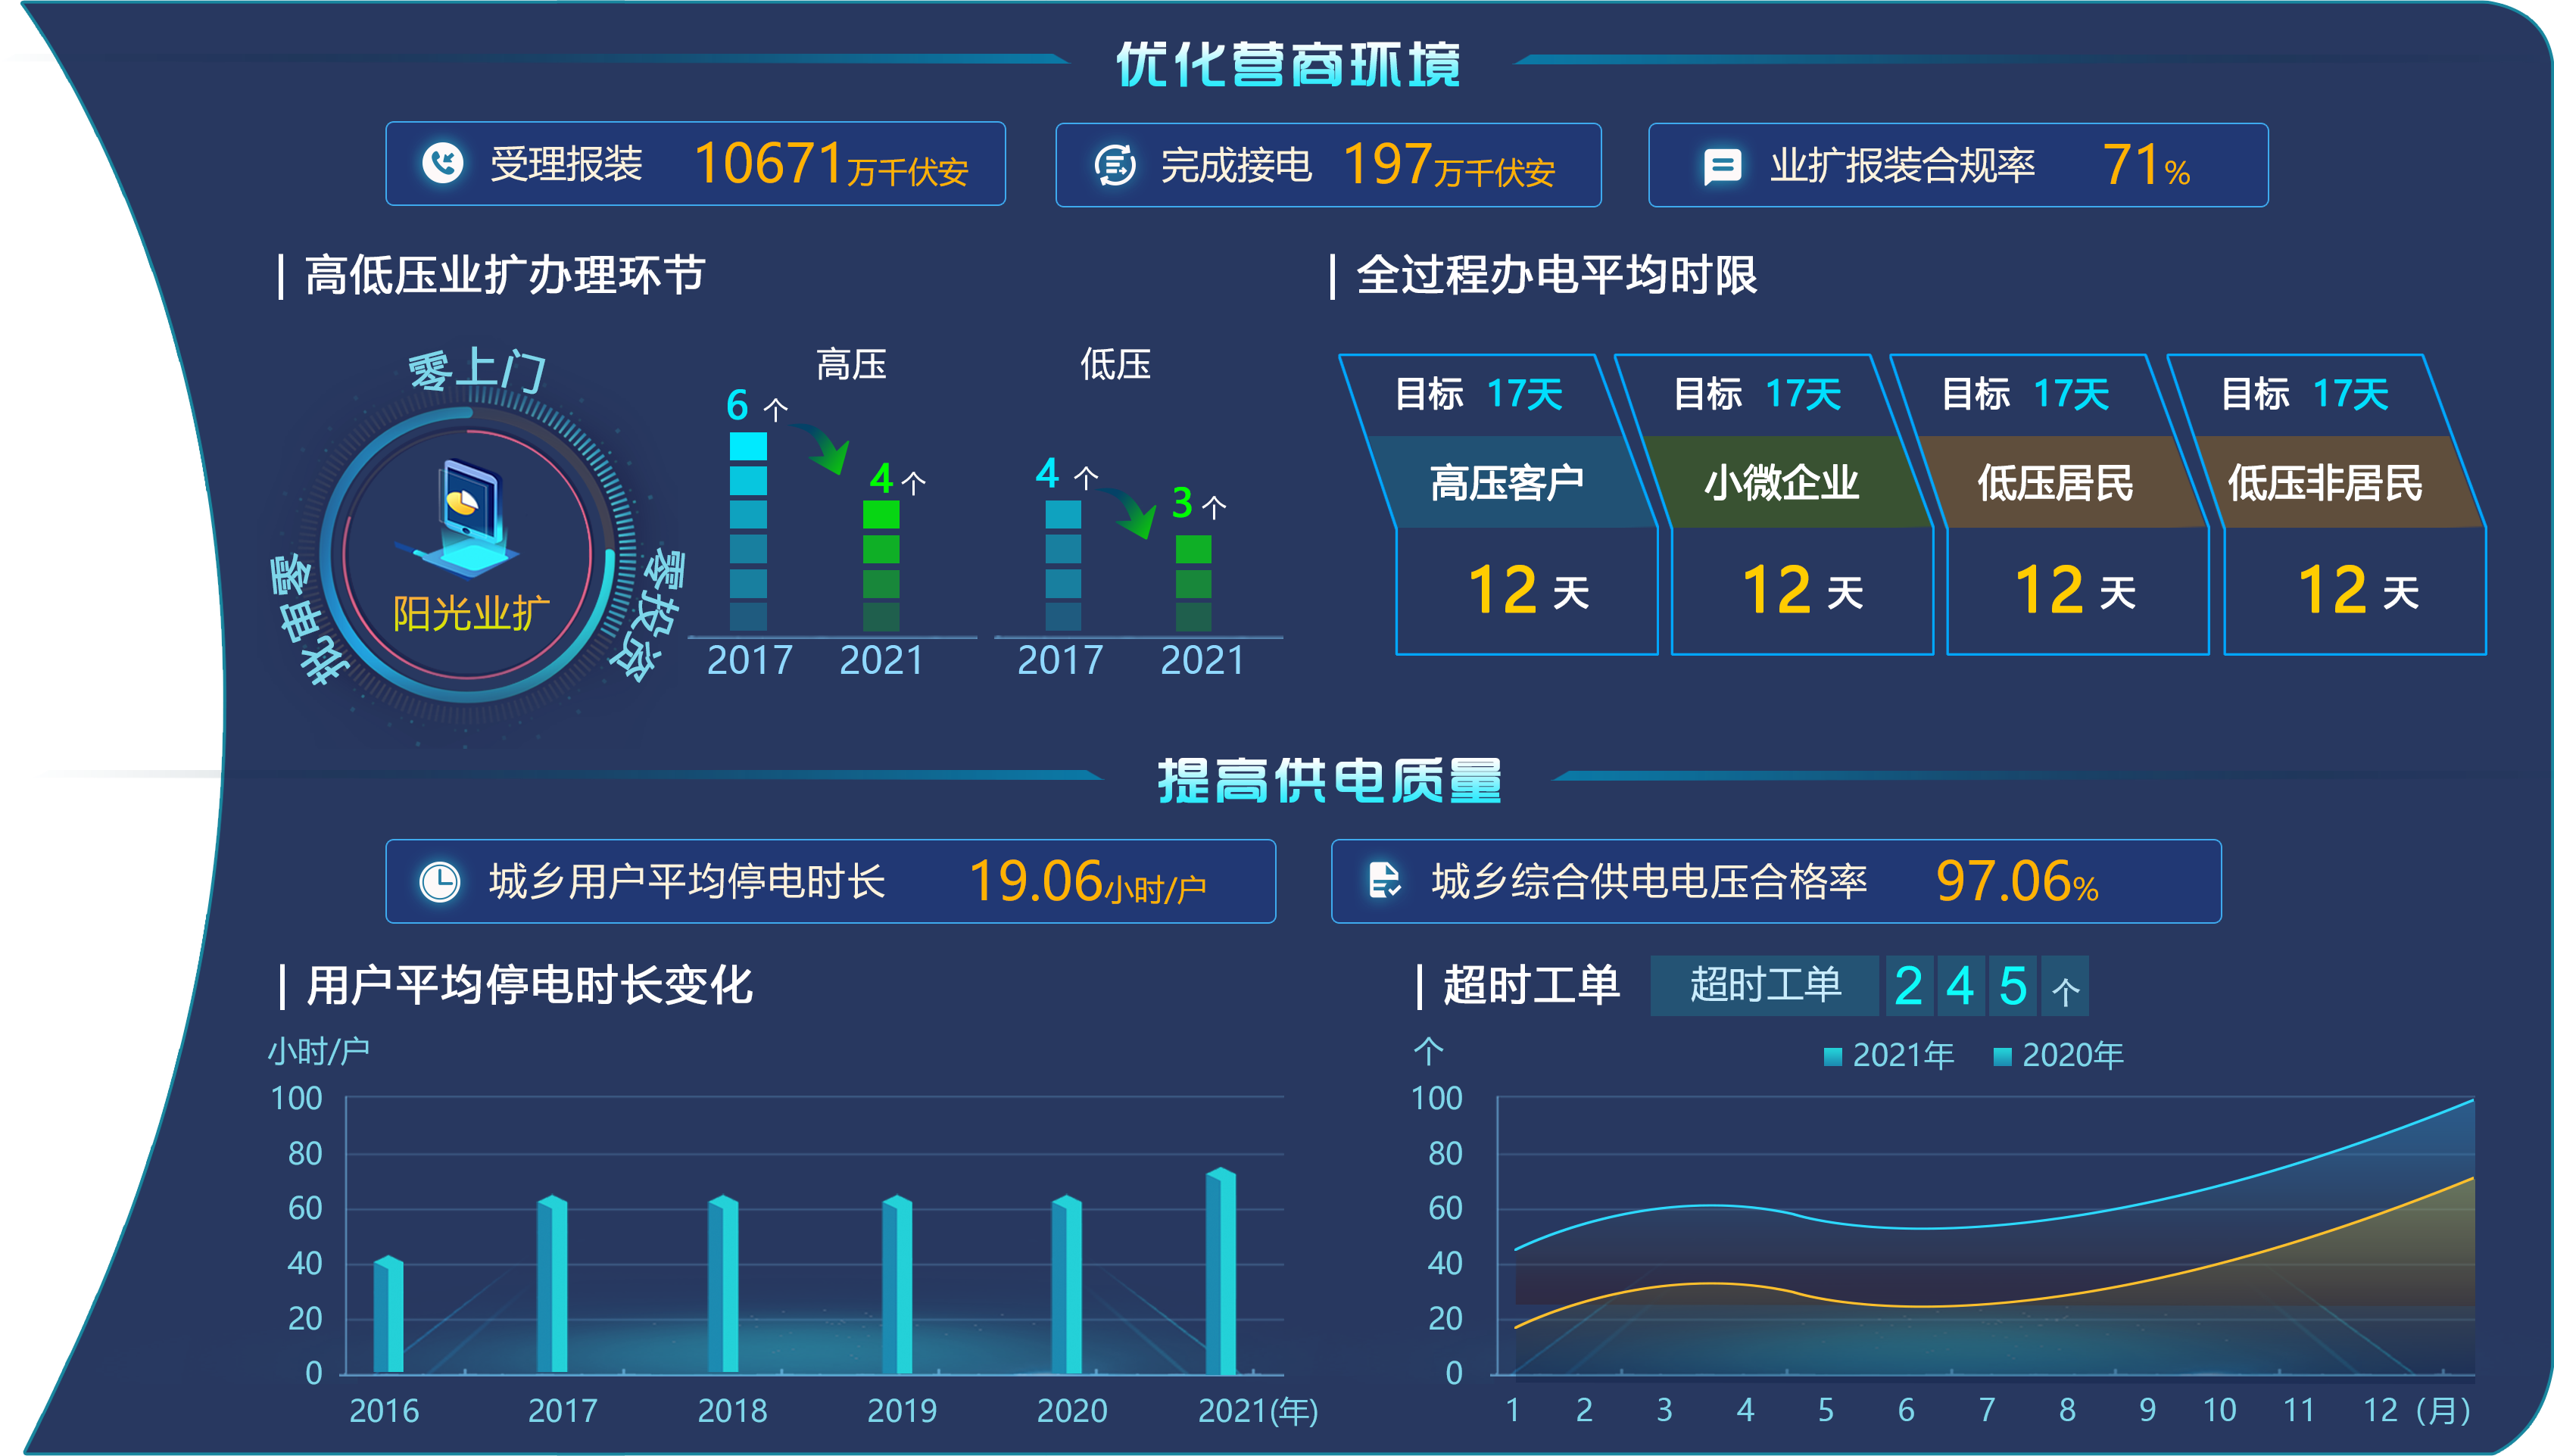 优化营商环境
受理报装 10671万千伏安
完成接电 197万千伏安
业扩报装合规率 71%
高低压业扩办理环节
零上门
零审批
零投资
阳光业扩
高压
6 个
4 个
2017 2021
低压
4 个
3 个
2017 2021
全过程办电平均时限
目标 17天
高压客户
12 天
目标 17天
小微企业
12 天
目标 17天
低压居民
12 天
目标 17天
低压非居民
12 天
提高供电质量
城乡用户平均停电时长 19.06小时/户
城乡综合供电电压合格率 97.06%
用户平均停电时长变化
小时/户
100
80
60
40
20
0
2016 2017 2018 2019 2020 2021(年)
超时工单
超时工单 2 4 5 个
个
2021年 2020年
100
80
60
40
20
0
1 2 3 4 5 6 7 8 9 10 11 12（月）